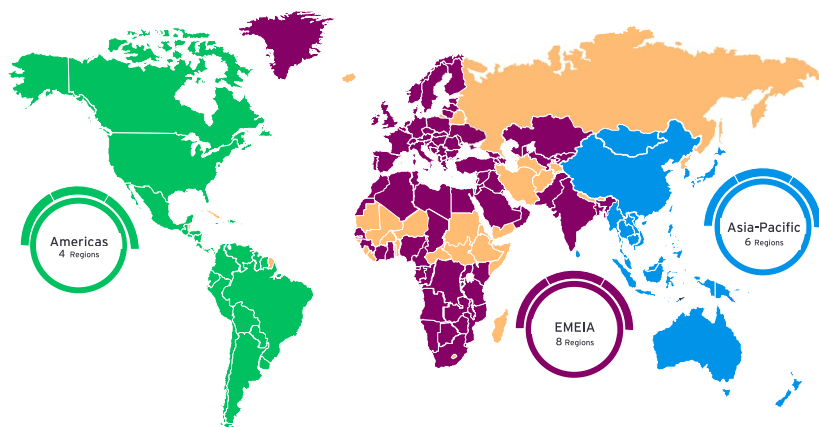 Americas
4 Regions
EMEIA
8 Regions
Asia-Pacific
6 Regions